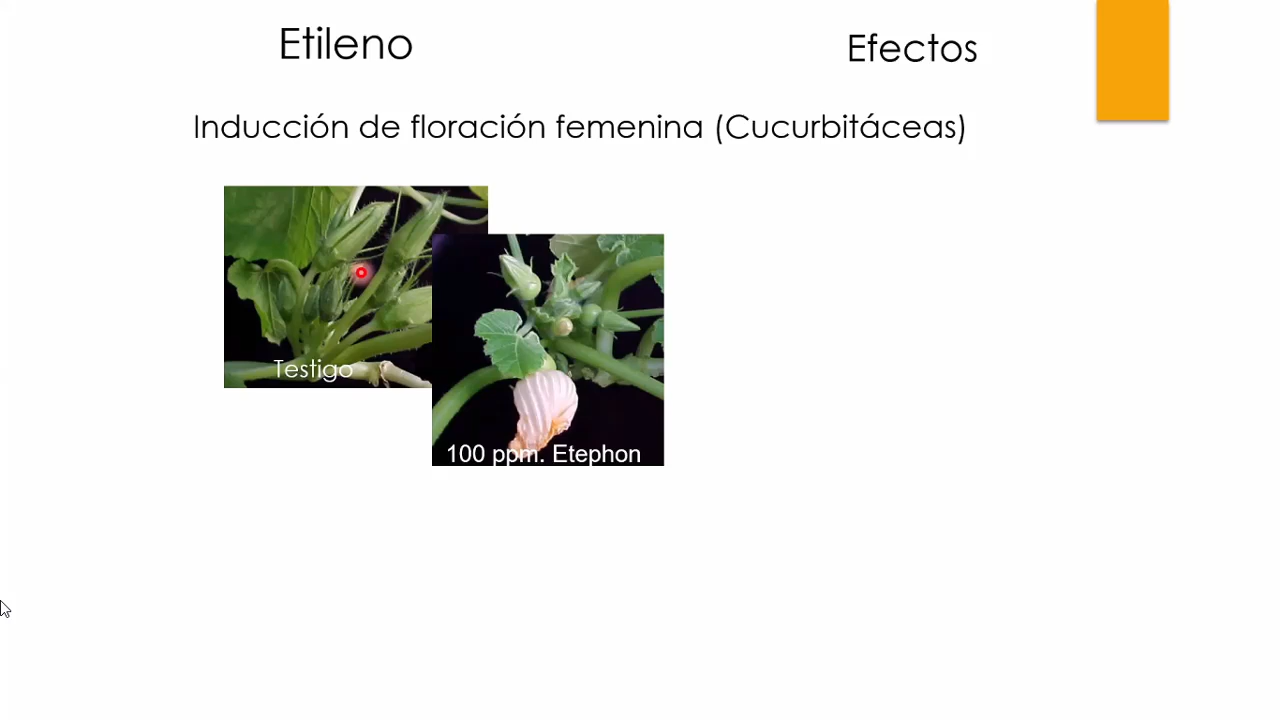 Etileno
Efectos
Inducción de floración femenina (Cucurbitáceas)
Testigo
100 ppm. Etephon